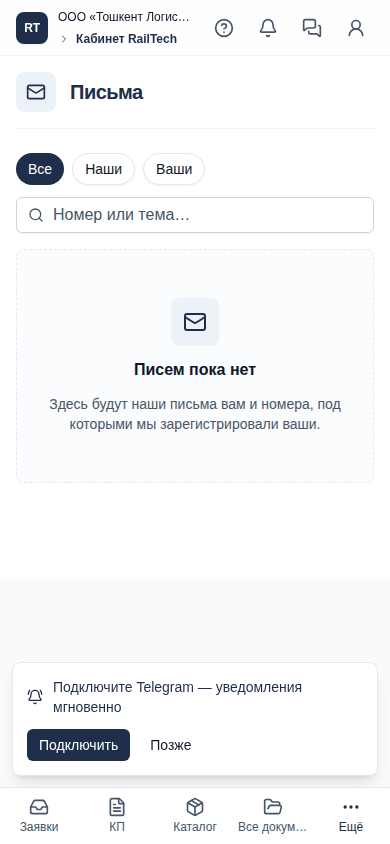 RT
ООО «Тошкент Логис…
Кабинет RailTech
Письма
Все
Наши
Ваши
Номер или тема…
Писем пока нет
Здесь будут наши письма вам и номера, под
которыми мы зарегистрировали ваши.
Подключите Telegram — уведомления
мгновенно
Подключить
Позже
Заявки
КП
Каталог
Все докум…
Ещё